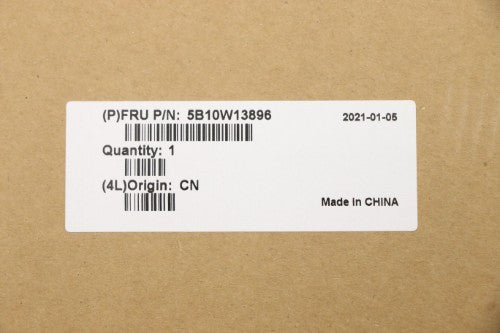 (P)FRU P/N: 5B10W13896
2021-01-05
Quantity: 1
(4L)Origin: CN
Made in CHINA